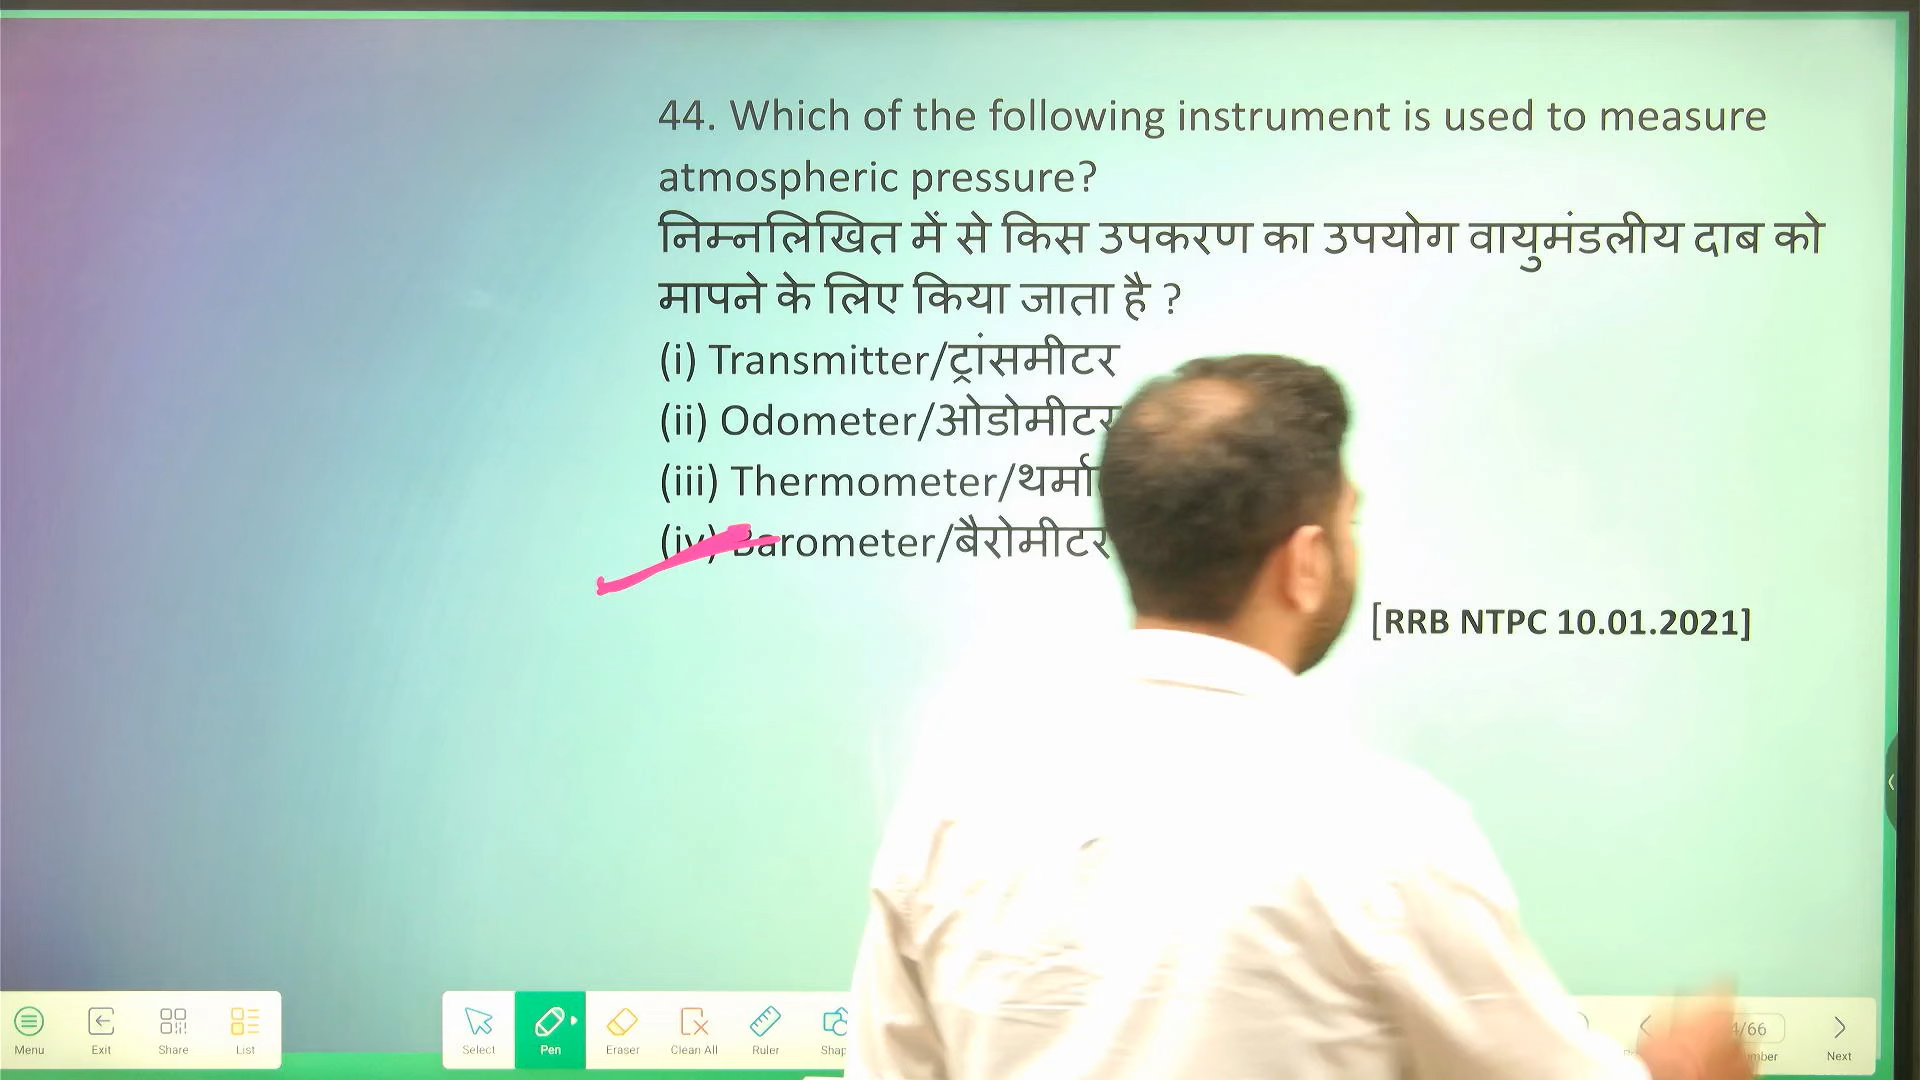 44. Which of the following instrument is used to measure
atmospheric pressure?
निम्नलिखित में से किस उपकरण का उपयोग वायुमंडलीय दाब को
मापने के लिए किया जाता है ?
(i) Transmitter/ट्रांसमीटर
(ii) Odometer/ओडोमीटर
(iii) Thermometer/
(iv) Barometer/बैरोमीटर
[RRB NTPC 10.01.2021]
Menu Exit Share List Select Pen Eraser Clean All Ruler Next